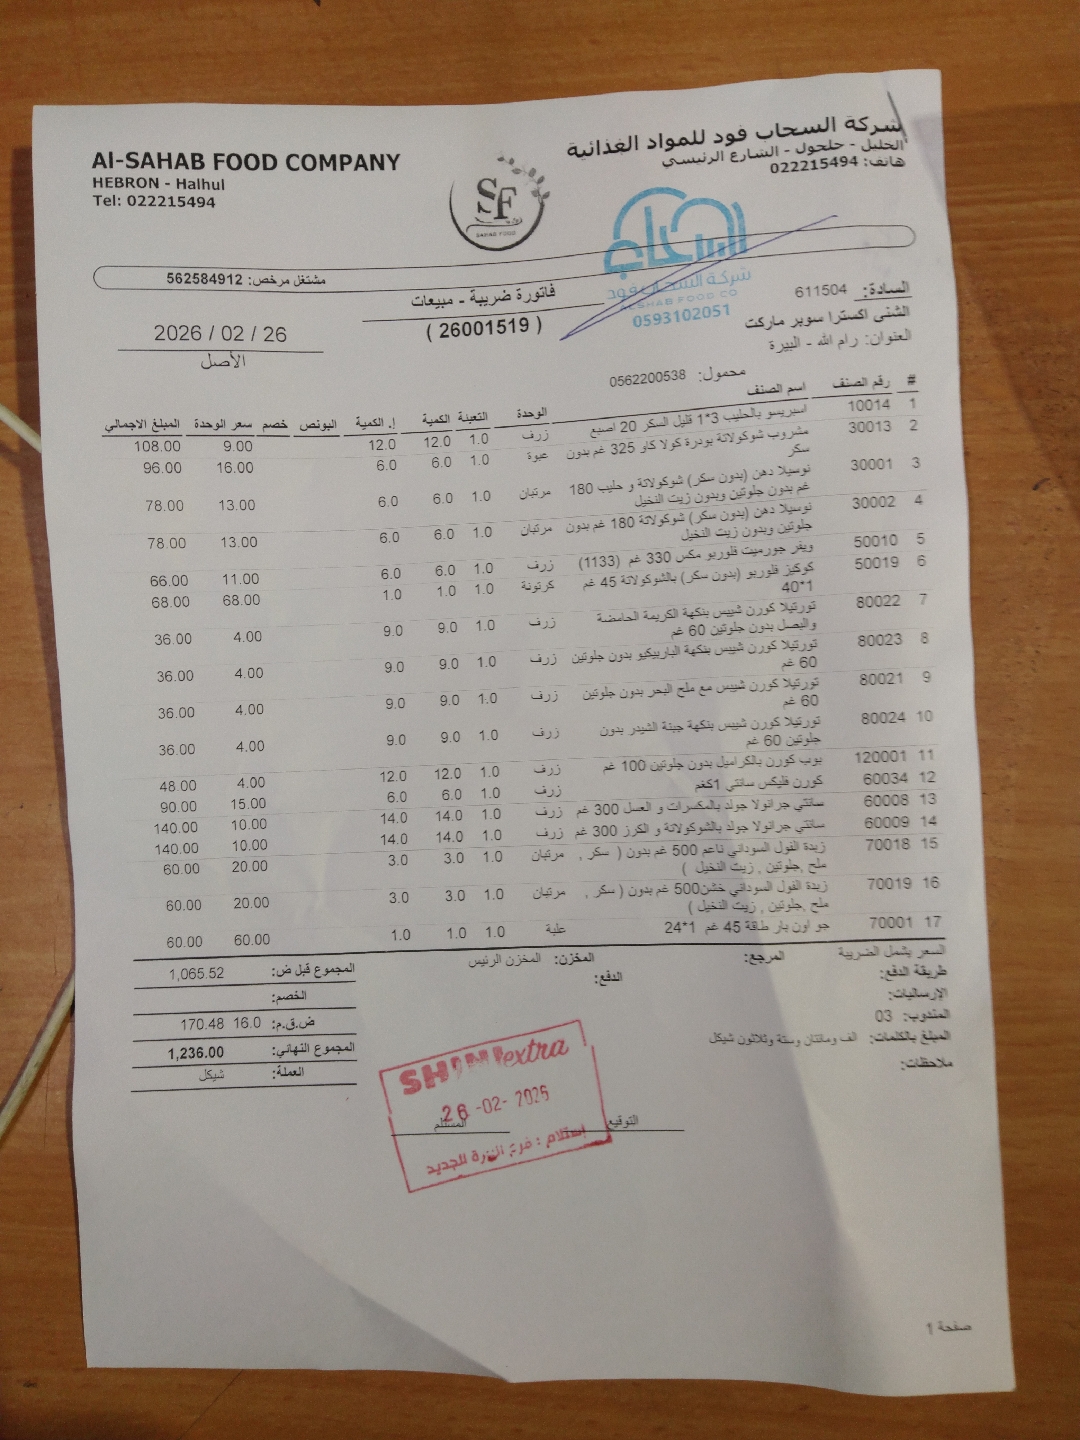 Al-SAHAB FOOD COMPANY
HEBRON - Halhul
Tel: 022215494
SF
SAHAB FOOD
شركة السحاب فود للمواد الغذائية
الخليل - حلحول - الشارع الرئيسي
هاتف: 022215494
السحاب
شركة السحاب فود
ALSHAB FOOD CO
0593102051
مشتغل مرخص: 562584912
فاتورة ضريبية - مبيعات
( 26001519 )
2026 / 02 / 26
الأصل
السادة: 611504
الشني اكسترا سوبر ماركت
العنوان: رام الله - البيرة
محمول: 0562200538
# رقم الصنف اسم الصنف الوحدة التعبئة الكمية إ. الكمية البونص خصم سعر الوحدة المبلغ الاجمالي
1 10014 اسبريسو بالحليب 3*1 قليل السكر 20 اصبع زرف 1.0 12.0 12.0 9.00 108.00
2 30013 مشروب شوكولاتة بودرة كولا كاو 325 غم بدون عبوة 1.0 6.0 6.0 16.00 96.00
سكر
3 30001 نوسيلا دهن (بدون سكر) شوكولاتة و حليب 180 مرتبان 1.0 6.0 6.0 13.00 78.00
غم بدون جلوتين وبدون زيت النخيل
4 30002 نوسيلا دهن (بدون سكر) شوكولاتة 180 غم بدون مرتبان 1.0 6.0 6.0 13.00 78.00
جلوتين وبدون زيت النخيل
5 50010 ويفر جورميت فلوربو مكس 330 غم (1133) زرف 1.0 6.0 6.0 11.00 66.00
6 50019 كوكيز فلوربو (بدون سكر) بالشوكولاتة 45 غم كرتونة 1.0 1.0 1.0 68.00 68.00
40*1
7 80022 تورتيلا كورن شيبس بنكهة الكريمة الحامضة زرف 1.0 9.0 9.0 4.00 36.00
والبصل بدون جلوتين 60 غم
8 80023 تورتيلا كورن شيبس بنكهة الباربيكيو بدون جلوتين زرف 1.0 9.0 9.0 4.00 36.00
60 غم
9 80021 تورتيلا كورن شيبس مع ملح البحر بدون جلوتين زرف 1.0 9.0 9.0 4.00 36.00
60 غم
10 80024 تورتيلا كورن شيبس بنكهة جبنة الشيدر بدون زرف 1.0 9.0 9.0 4.00 36.00
جلوتين 60 غم
11 120001 بوب كورن بالكراميل بدون جلوتين 100 غم زرف 1.0 12.0 12.0 4.00 48.00
12 60034 كورن فليكس سانتي 1كغم زرف 1.0 6.0 6.0 15.00 90.00
13 60008 سانتي جرانولا جولد بالمكسرات و العسل 300 غم زرف 1.0 14.0 14.0 10.00 140.00
14 60009 سانتي جرانولا جولد بالشوكولاتة و الكرز 300 غم زرف 1.0 14.0 14.0 10.00 140.00
15 70018 زبدة الفول السوداني ناعم 500 غم بدون ( سكر , مرتبان 1.0 3.0 3.0 20.00 60.00
ملح ,جلوتين , زيت النخيل )
16 70019 زبدة الفول السوداني خشن500 غم بدون ( سكر , مرتبان 1.0 3.0 3.0 20.00 60.00
ملح ,جلوتين , زيت النخيل )
17 70001 جو اون بار طاقة 45 غم 1*24 علبة 1.0 1.0 1.0 60.00 60.00
السعر يشمل الضريبة المرجع: المخزن: المخزن الرئيس
طريقة الدفع: الدفع:
الإرساليات:
المندوب: 03
المبلغ بالكلمات: الف ومائتان وستة وثلاثون شيكل
ملاحظات:
المجموع قبل ض: 1,065.52
الخصم:
ض.ق.م: 16.0 170.48
المجموع النهائي: 1,236.00
العملة: شيكل
SHINI extra
26 -02- 2026
إستلام : فرع البيرة الجديد
المستلم
التوقيع
صفحة 1